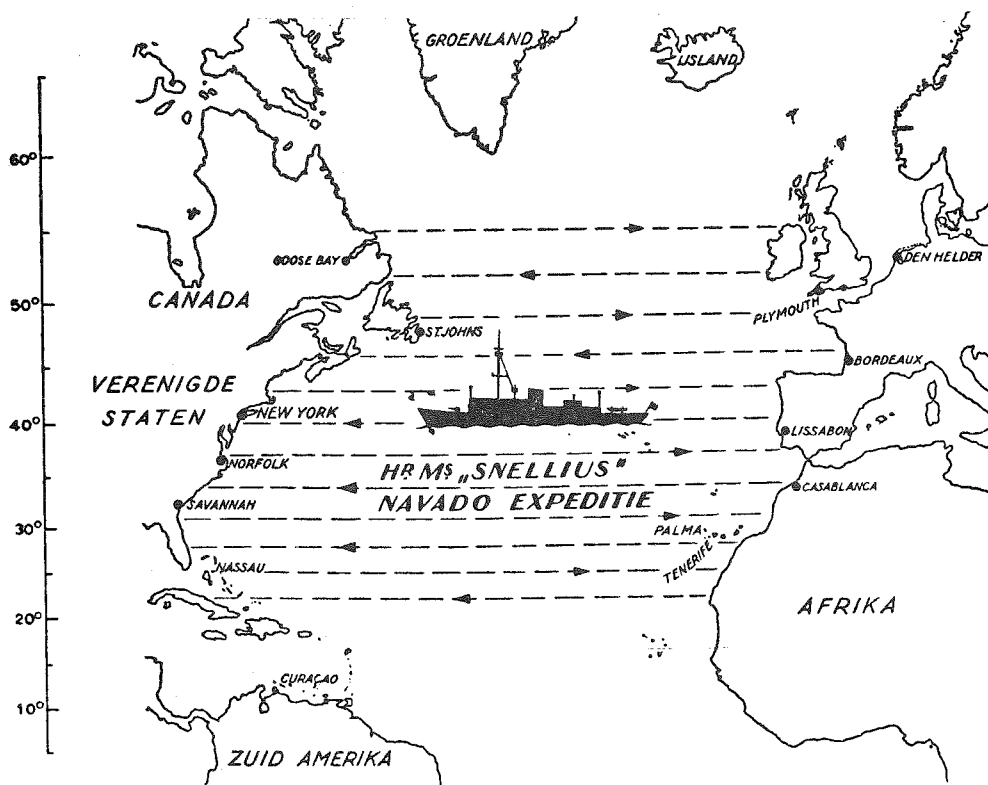 GROENLAND
IJSLAND
60°
GOOSE BAY
DEN HELDER
CANADA
50°
PLYMOUTH
ST. JOHNS
BORDEAUX
VERENIGDE
STATEN
NEW YORK
40°
LISSABON
NORFOLK
HR. Ms „SNELLIUS"
NAVADO EXPEDITIE
CASABLANCA
SAVANNAH
30°
PALMA
TENERIFE
NASSAU
AFRIKA
20°
CURAÇAO
10°
ZUID AMERIKA